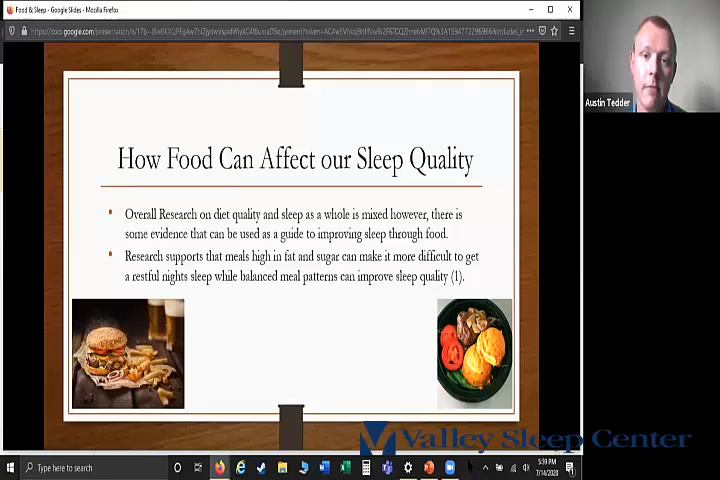 Food & Sleep - Google Slides - Mozilla Firefox
Austin Tedder
How Food Can Affect our Sleep Quality
Overall Research on diet quality and sleep as a whole is mixed however, there is
some evidence that can be used as a guide to improving sleep through food.
Research supports that meals high in fat and sugar can make it more difficult to get
a restful nights sleep while balanced meal patterns can improve sleep quality (1).
Valley Sleep Center
Type here to search
5:39 PM
7/14/2020